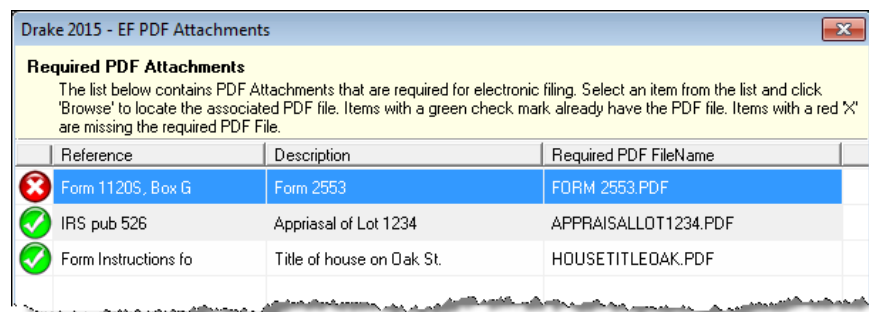 Drake 2015 - EF PDF Attachments
Required PDF Attachments
The list below contains PDF Attachments that are required for electronic filing. Select an item from the list and click
'Browse' to locate the associated PDF file. Items with a green check mark already have the PDF file. Items with a red 'X'
are missing the required PDF File.
Reference Description Required PDF FileName
Form 1120S, Box G Form 2553 FORM 2553.PDF
IRS pub 526 Appriasal of Lot 1234 APPRAISALLOT1234.PDF
Form Instructions fo Title of house on Oak St. HOUSETITLEOAK.PDF